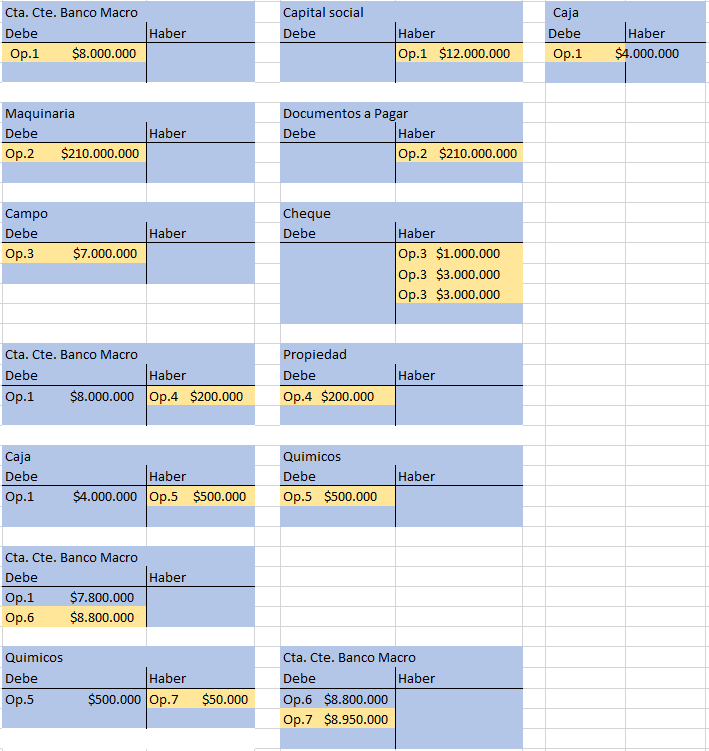 Cta. Cte. Banco Macro Capital social Caja
Debe Haber Debe Haber Debe Haber
Op.1 $8.000.000 Op.1 $12.000.000 Op.1 $4.000.000
Maquinaria Documentos a Pagar
Debe Haber Debe Haber
Op.2 $210.000.000 Op.2 $210.000.000
Campo Cheque
Debe Haber Debe Haber
Op.3 $7.000.000 Op.3 $1.000.000
Op.3 $3.000.000
Op.3 $3.000.000
Cta. Cte. Banco Macro Propiedad
Debe Haber Debe Haber
Op.1 $8.000.000 Op.4 $200.000 Op.4 $200.000
Caja Quimicos
Debe Haber Debe Haber
Op.1 $4.000.000 Op.5 $500.000 Op.5 $500.000
Cta. Cte. Banco Macro
Debe Haber
Op.1 $7.800.000
Op.6 $8.800.000
Quimicos Cta. Cte. Banco Macro
Debe Haber Debe Haber
Op.5 $500.000 Op.7 $50.000 Op.6 $8.800.000
Op.7 $8.950.000